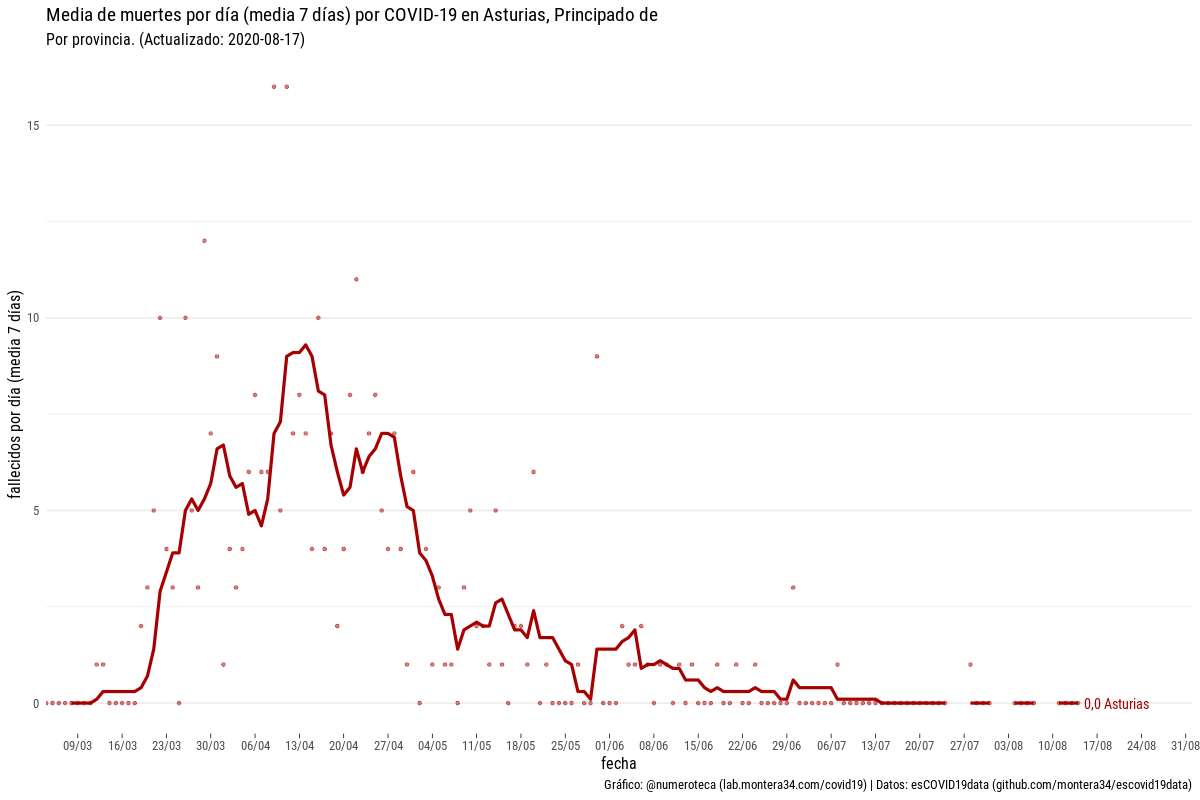 Media de muertes por día (media 7 días) por COVID-19 en Asturias, Principado de
Por provincia. (Actualizado: 2020-08-17)
fallecidos por día (media 7 días)
15
10
5
0
0,0 Asturias
09/03 16/03 23/03 30/03 06/04 13/04 20/04 27/04 04/05 11/05 18/05 25/05 01/06 08/06 15/06 22/06 29/06 06/07 13/07 20/07 27/07 03/08 10/08 17/08 24/08 31/08
fecha
Gráfico: @numeroteca (lab.montera34.com/covid19) | Datos: esCOVID19data (github.com/montera34/escovid19data)